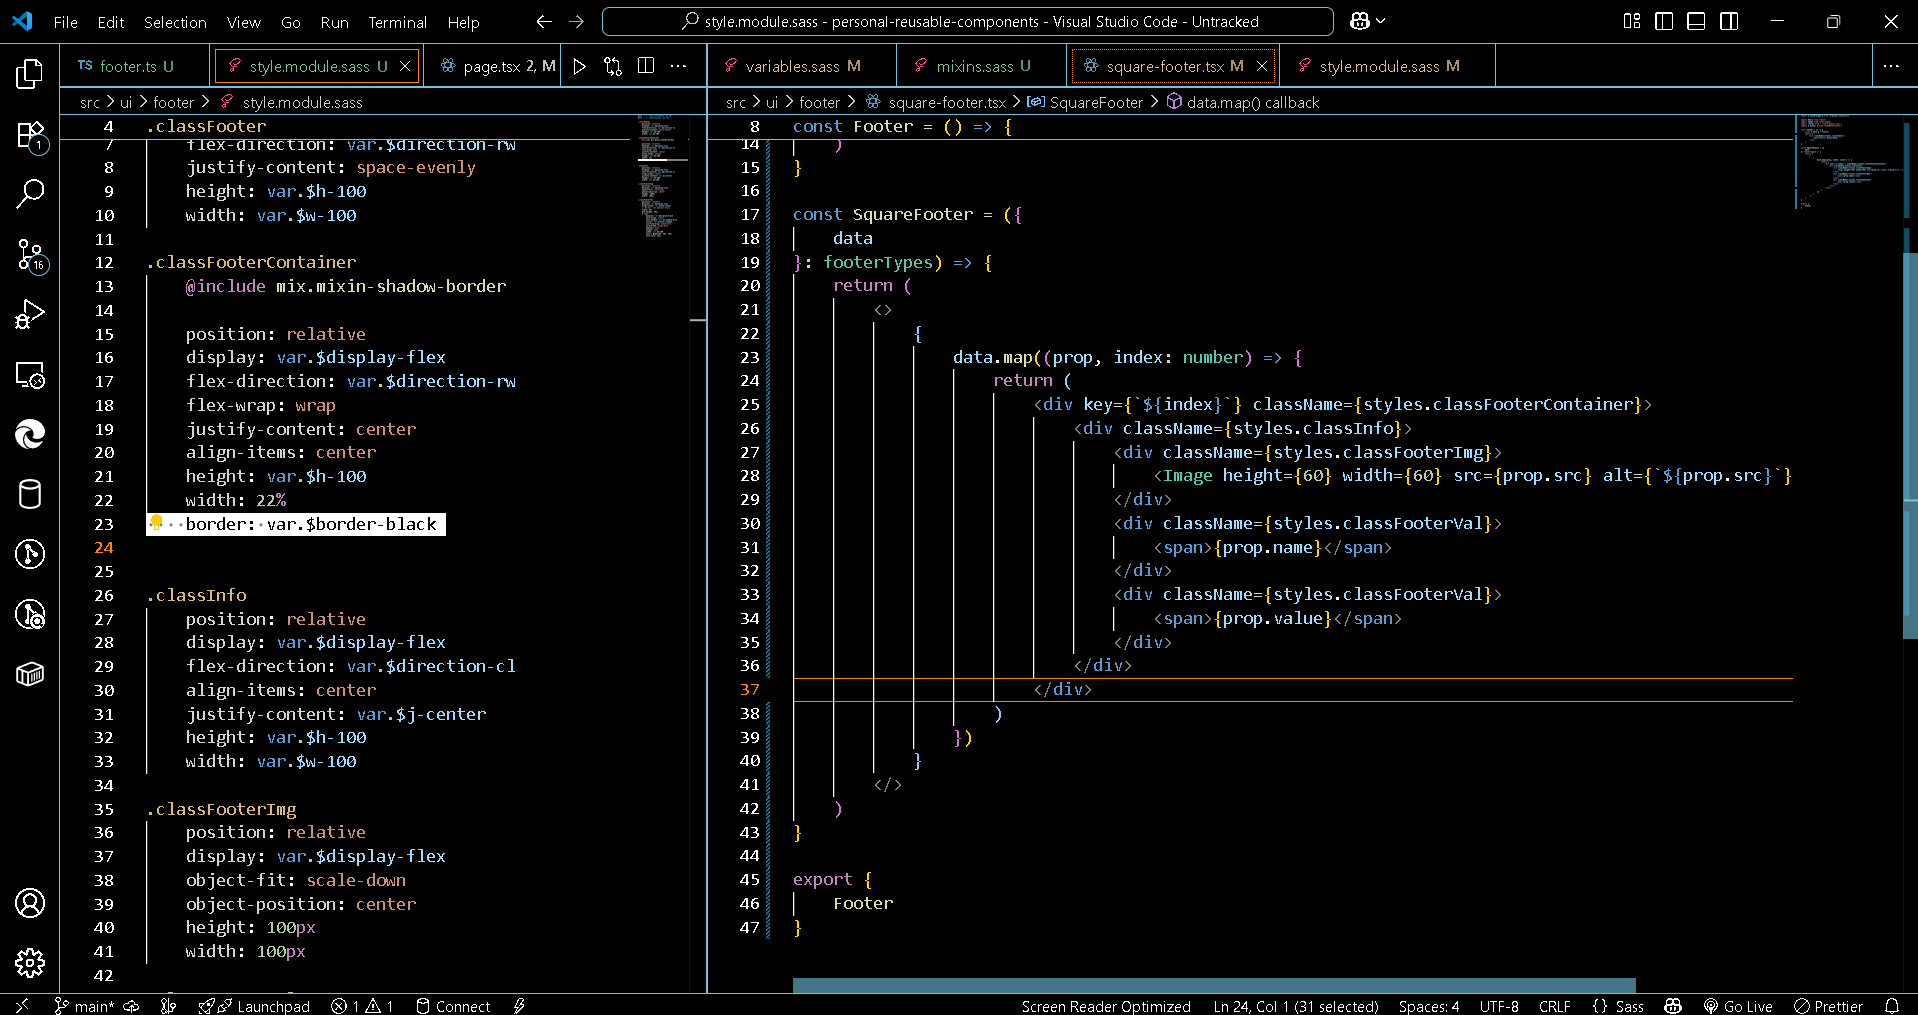 File Edit Selection View Go Run Terminal Help
style.module.sass - personal-reusable-components - Visual Studio Code - Untracked
TS footer.ts U
style.module.sass U
page.tsx 2, M
variables.sass M
mixins.sass U
square-footer.tsx M
style.module.sass M
src > ui > footer > style.module.sass
4 .classFooter
7 flex-direction: var.$direction-rw
8 justify-content: space-evenly
9 height: var.$h-100
10 width: var.$w-100
11
12 .classFooterContainer
13 @include mix.mixin-shadow-border
14
15 position: relative
16 display: var.$display-flex
17 flex-direction: var.$direction-rw
18 flex-wrap: wrap
19 justify-content: center
20 align-items: center
21 height: var.$h-100
22 width: 22%
23 border: var.$border-black
24
25
26 .classInfo
27 position: relative
28 display: var.$display-flex
29 flex-direction: var.$direction-cl
30 align-items: center
31 justify-content: var.$j-center
32 height: var.$h-100
33 width: var.$w-100
34
35 .classFooterImg
36 position: relative
37 display: var.$display-flex
38 object-fit: scale-down
39 object-position: center
40 height: 100px
41 width: 100px
42
src > ui > footer > square-footer.tsx > SquareFooter > data.map() callback
8 const Footer = () => {
14 )
15 }
16
17 const SquareFooter = ({
18 data
19 }: footerTypes) => {
20 return (
21 <>
22 {
23 data.map((prop, index: number) => {
24 return (
25 <div key={`${index}`} className={styles.classFooterContainer}>
26 <div className={styles.classInfo}>
27 <div className={styles.classFooterImg}>
28 <Image height={60} width={60} src={prop.src} alt={`${prop.src}`}
29 </div>
30 <div className={styles.classFooterVal}>
31 <span>{prop.name}</span>
32 </div>
33 <div className={styles.classFooterVal}>
34 <span>{prop.value}</span>
35 </div>
36 </div>
37 </div>
38 )
39 })
40 }
41 </>
42 )
43 }
44
45 export {
46 Footer
47 }
1
16
main* Launchpad 1 1 Connect
Screen Reader Optimized Ln 24, Col 1 (31 selected) Spaces: 4 UTF-8 CRLF {} Sass Go Live Prettier